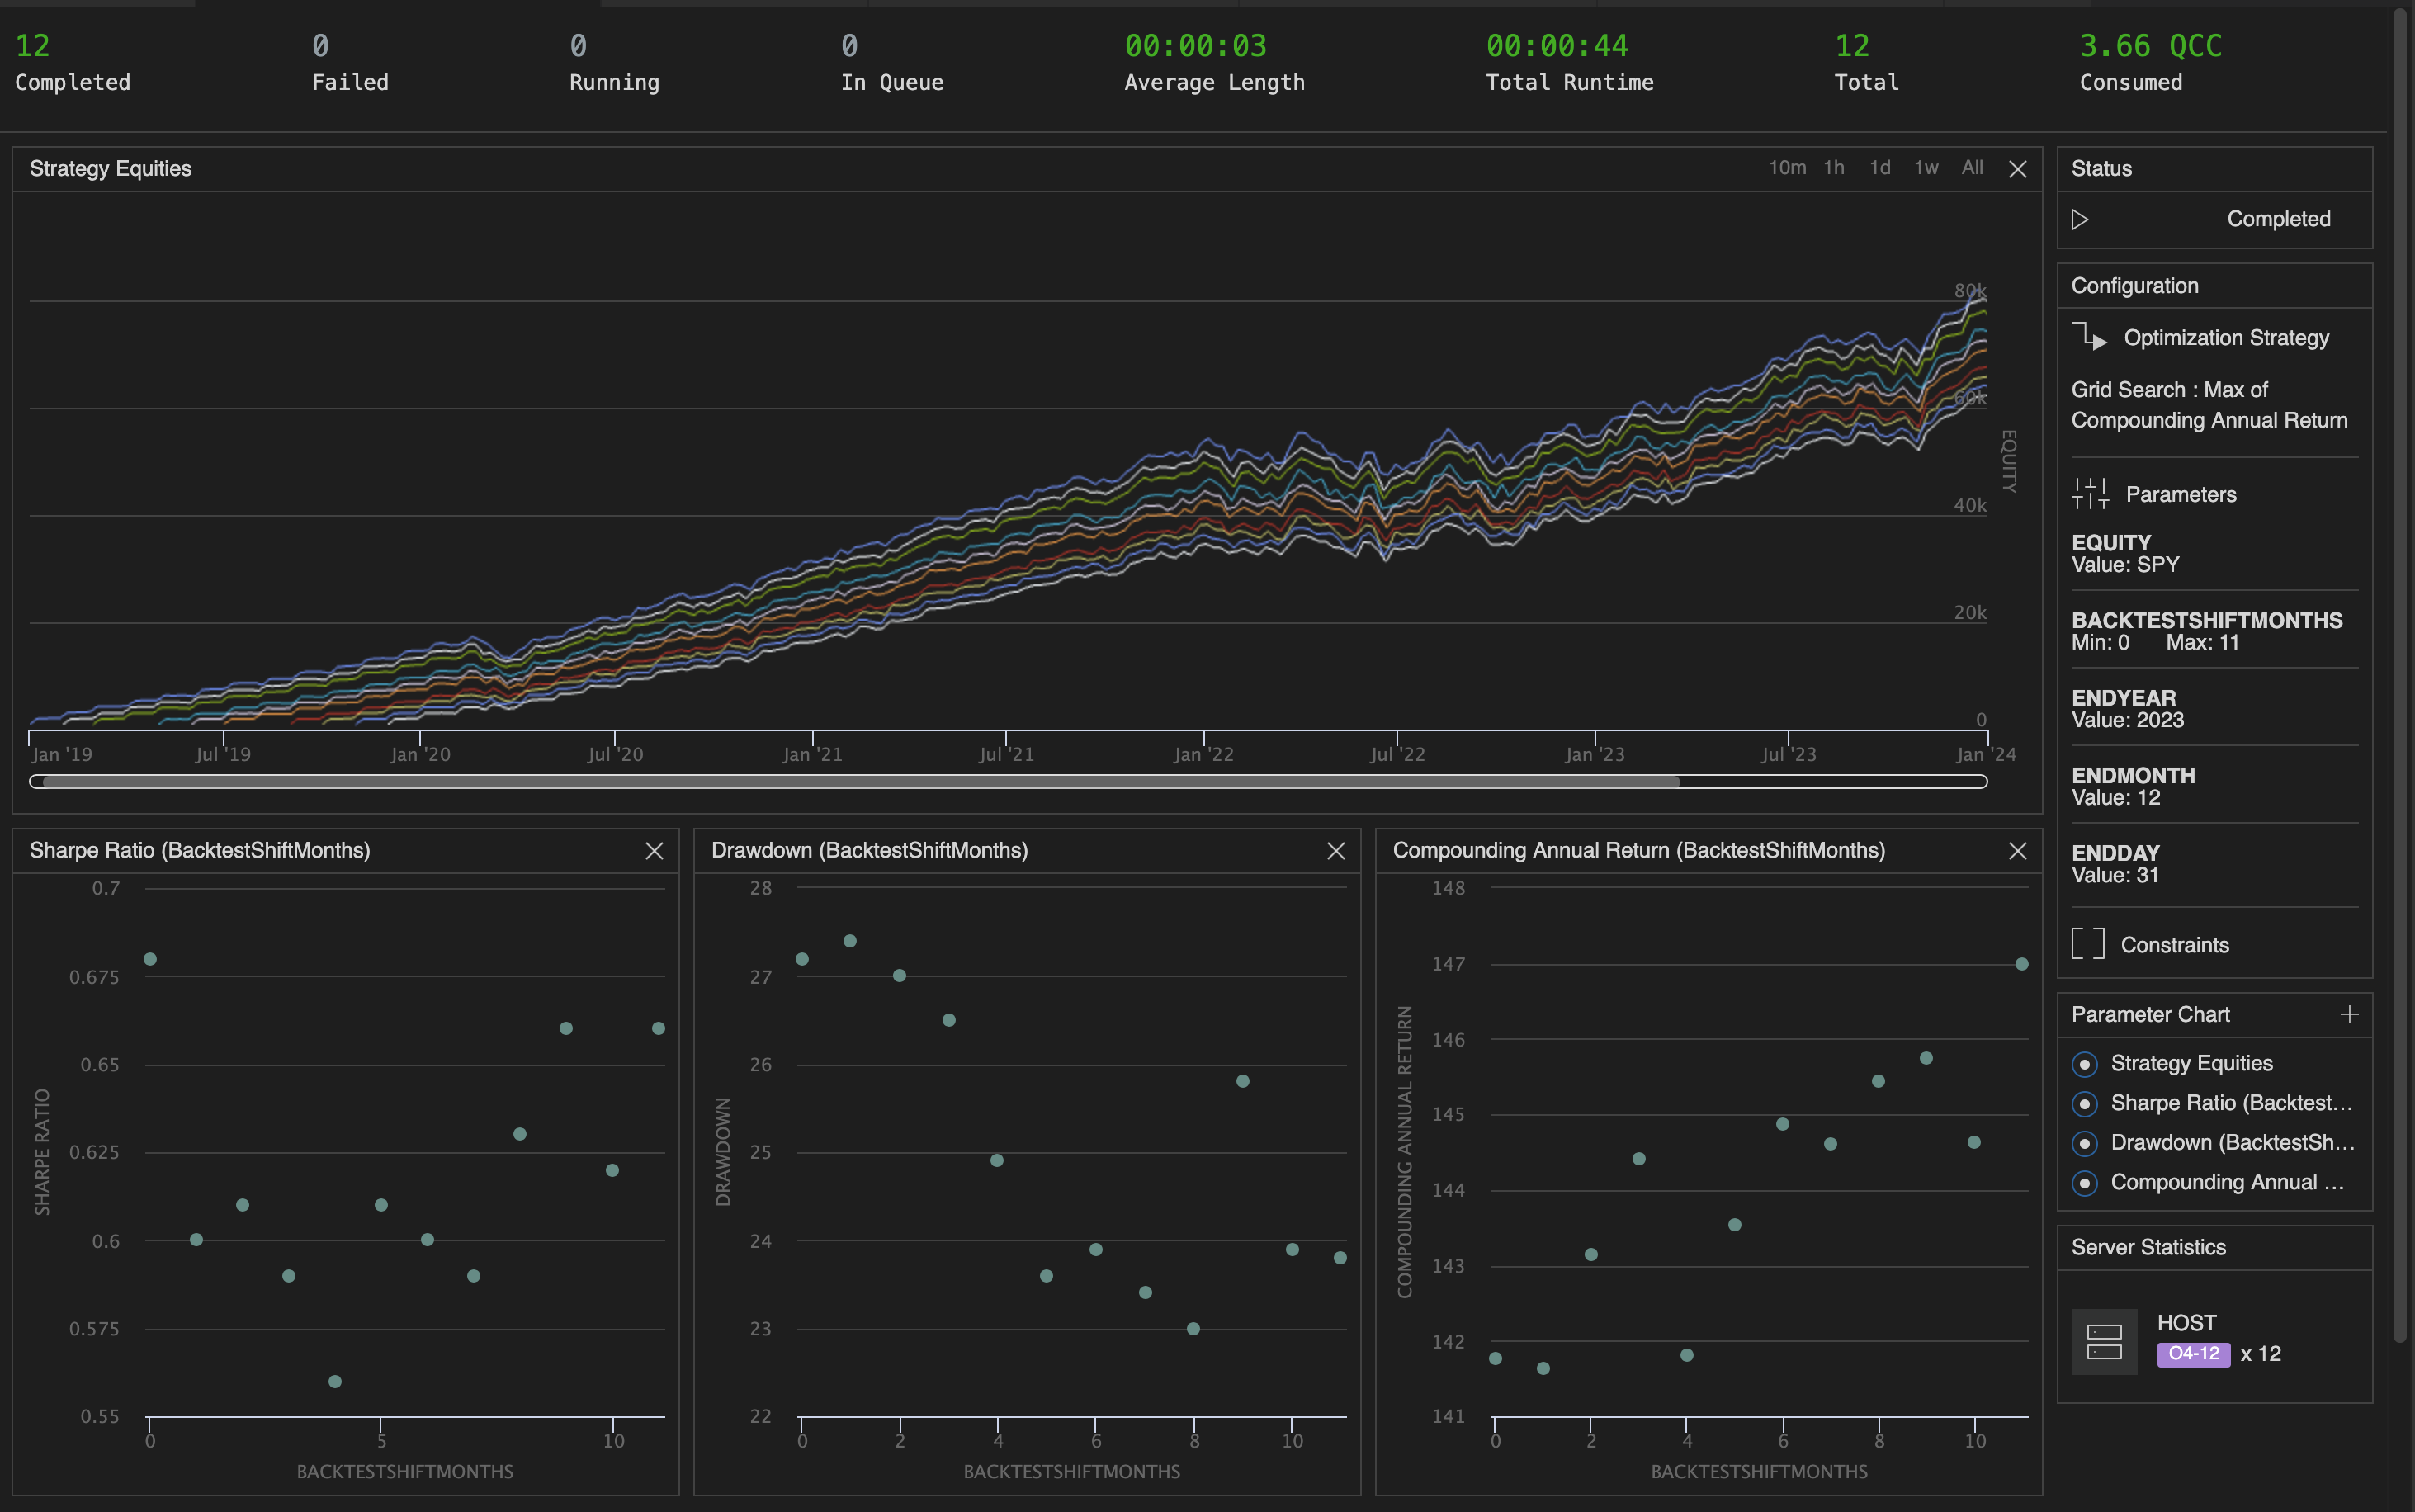 12
Completed
0
Failed
0
Running
0
In Queue
00:00:03
Average Length
00:00:44
Total Runtime
12
Total
3.66 QCC
Consumed
Strategy Equities
10m 1h 1d 1w All
80k
60k
40k
20k
0
EQUITY
Jan '19 Jul '19 Jan '20 Jul '20 Jan '21 Jul '21 Jan '22 Jul '22 Jan '23 Jul '23 Jan '24
Sharpe Ratio (BacktestShiftMonths)
0.7
0.675
0.65
0.625
0.6
0.575
0.55
SHARPE RATIO
0 5 10
BACKTESTSHIFTMONTHS
Drawdown (BacktestShiftMonths)
28
27
26
25
24
23
22
DRAWDOWN
0 2 4 6 8 10
BACKTESTSHIFTMONTHS
Compounding Annual Return (BacktestShiftMonths)
148
147
146
145
144
143
142
141
COMPOUNDING ANNUAL RETURN
0 2 4 6 8 10
BACKTESTSHIFTMONTHS
Status
Completed
Configuration
Optimization Strategy
Grid Search : Max of
Compounding Annual Return
Parameters
EQUITY
Value: SPY
BACKTESTSHIFTMONTHS
Min: 0 Max: 11
ENDYEAR
Value: 2023
ENDMONTH
Value: 12
ENDDAY
Value: 31
Constraints
Parameter Chart
Strategy Equities
Sharpe Ratio (Backtest...
Drawdown (BacktestSh...
Compounding Annual ...
Server Statistics
HOST
O4-12 x 12